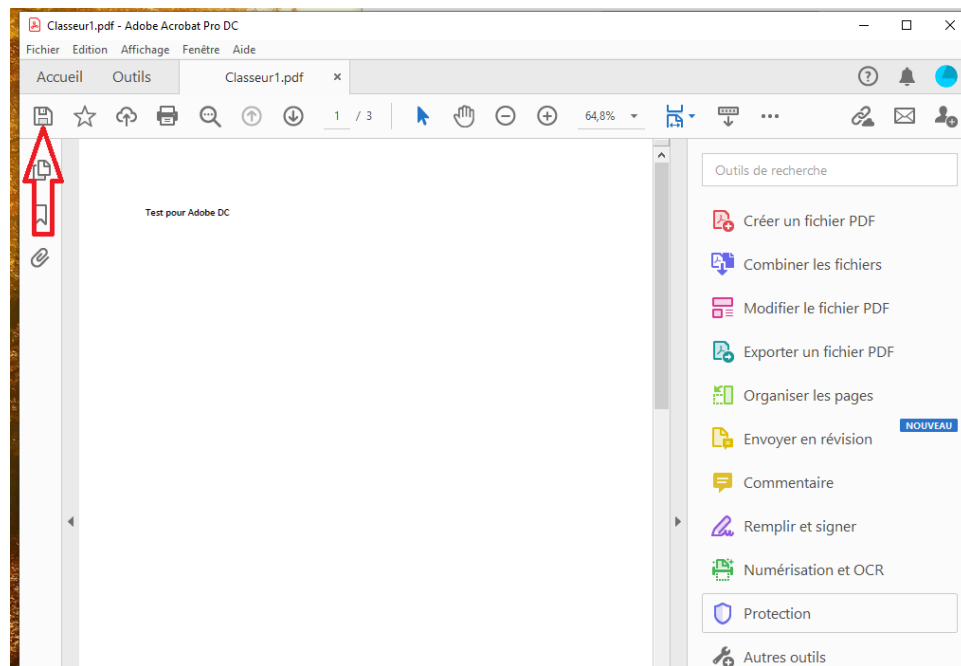 Classeur1.pdf - Adobe Acrobat Pro DC
Fichier Edition Affichage Fenêtre Aide
Accueil Outils Classeur1.pdf ×
1 / 3 64,8%
Test pour Adobe DC
Outils de recherche
Créer un fichier PDF
Combiner les fichiers
Modifier le fichier PDF
Exporter un fichier PDF
Organiser les pages
NOUVEAU
Envoyer en révision
Commentaire
Remplir et signer
Numérisation et OCR
Protection
Autres outils